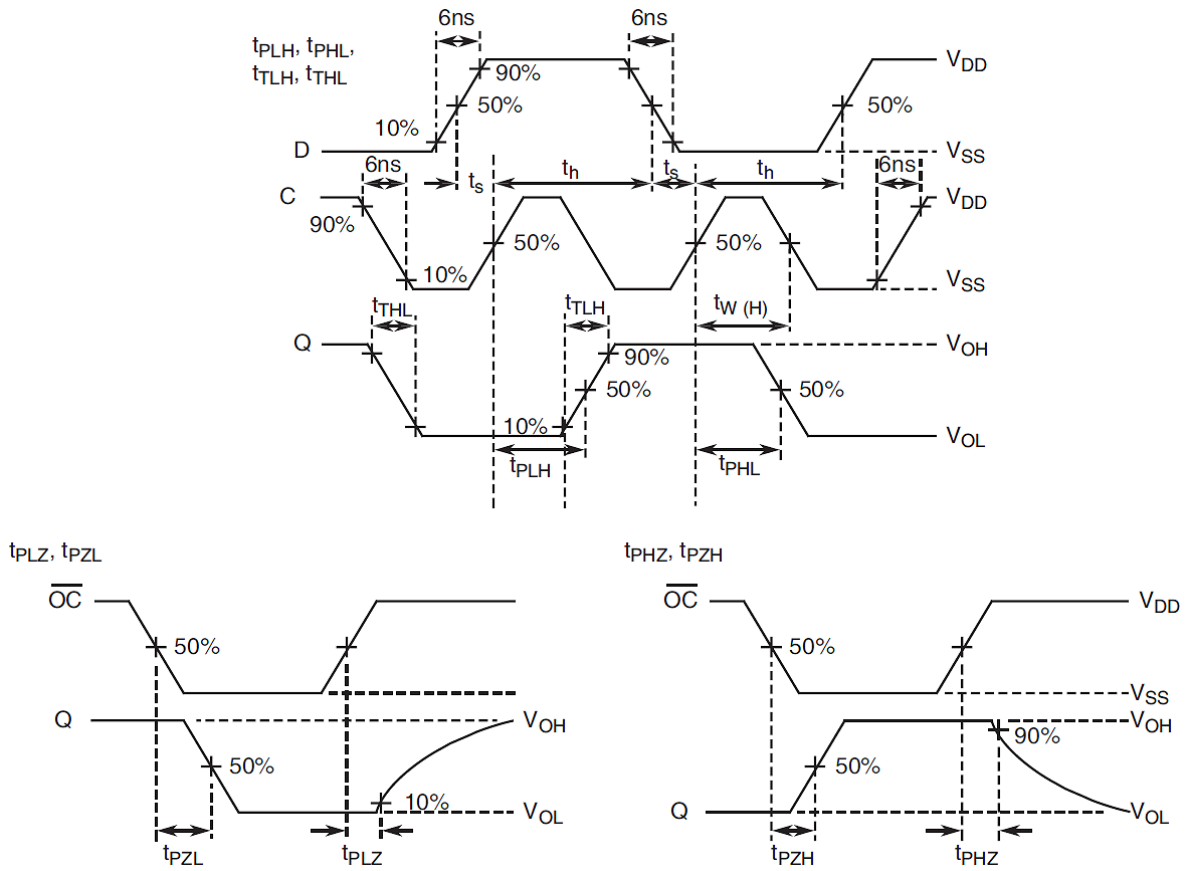 6ns 6ns
tPLH, tPHL,
tTLH, tTHL
VDD
90%
50% 50%
10%
D VSS
6ns ts th ts th 6ns
C VDD
90%
50% 50%
10%
VSS
tTHL tTLH tW (H)
Q VOH
90%
50% 50%
10%
VOL
tPLH tPHL
tPLZ, tPZL
OC
50%
Q VOH
50%
10%
VOL
tPZL tPLZ
tPHZ, tPZH
OC VDD
50%
VSS
VOH
90%
50%
Q VOL
tPZH tPHZ